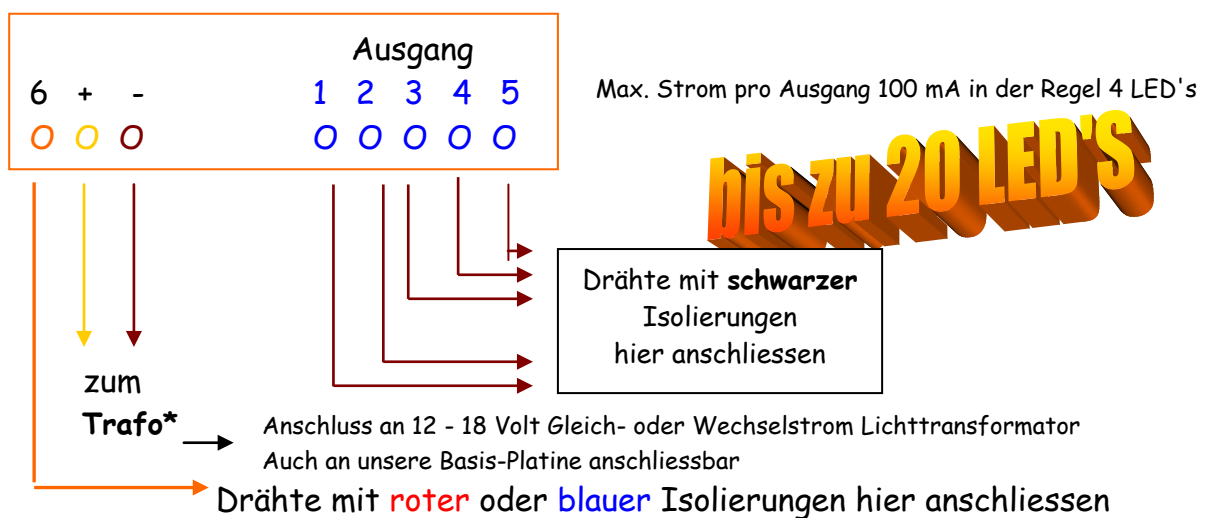 Ausgang
6 + - 1 2 3 4 5
O O O O O O O O
Max. Strom pro Ausgang 100 mA in der Regel 4 LED's
bis zu 20 LED'S
Drähte mit schwarzer
Isolierungen
hier anschliessen
zum
Trafo*
Anschluss an 12 - 18 Volt Gleich- oder Wechselstrom Lichttransformator
Auch an unsere Basis-Platine anschliessbar
Drähte mit roter oder blauer Isolierungen hier anschliessen